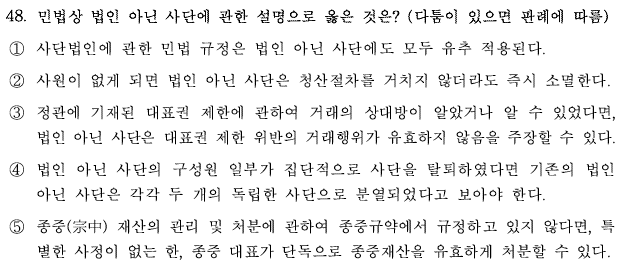 48. 민법상 법인 아닌 사단에 관한 설명으로 옳은 것은? (다툼이 있으면 판례에 따름)
① 사단법인에 관한 민법 규정은 법인 아닌 사단에도 모두 유추 적용된다.
② 사원이 없게 되면 법인 아닌 사단은 청산절차를 거치지 않더라도 즉시 소멸한다.
③ 정관에 기재된 대표권 제한에 관하여 거래의 상대방이 알았거나 알 수 있었다면,
법인 아닌 사단은 대표권 제한 위반의 거래행위가 유효하지 않음을 주장할 수 있다.
④ 법인 아닌 사단의 구성원 일부가 집단적으로 사단을 탈퇴하였다면 기존의 법인
아닌 사단은 각각 두 개의 독립한 사단으로 분열되었다고 보아야 한다.
⑤ 종중(宗中) 재산의 관리 및 처분에 관하여 종중규약에서 규정하고 있지 않다면, 특
별한 사정이 없는 한, 종중 대표가 단독으로 종중재산을 유효하게 처분할 수 있다.